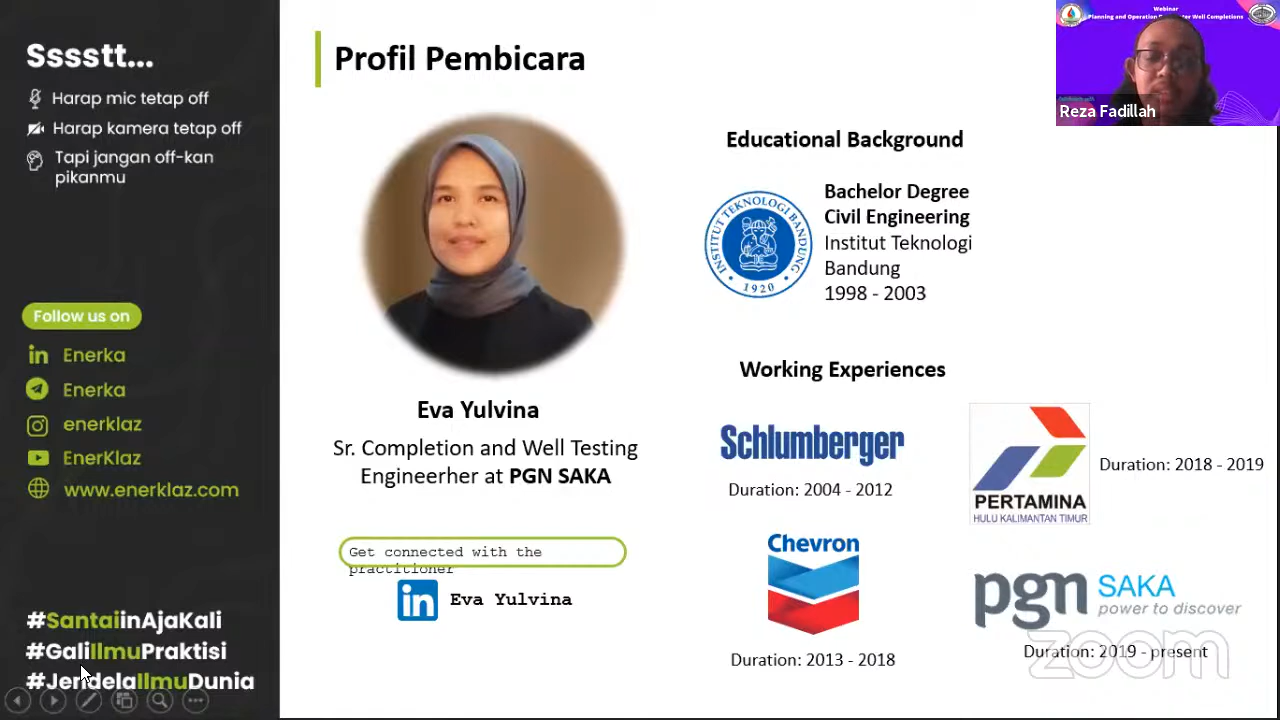 Sssstt...
Harap mic tetap off
Harap kamera tetap off
Tapi jangan off-kan
pikanmu
Follow us on
in Enerka
Enerka
enerklaz
EnerKlaz
www.enerklaz.com
#SantaiinAjaKali
#GaliIlmuPraktisi
#JendelaIlmuDunia
Profil Pembicara
Eva Yulvina
Sr. Completion and Well Testing
Engineerher at PGN SAKA
Get connected with the
practitioner
in Eva Yulvina
Educational Background
INSTITUT TEKNOLOGI BANDUNG
1920
Bachelor Degree
Civil Engineering
Institut Teknologi
Bandung
1998 - 2003
Working Experiences
Schlumberger
Duration: 2004 - 2012
PERTAMINA
HULU KALIMANTAN TIMUR
Duration: 2018 - 2019
Chevron
Duration: 2013 - 2018
pgn SAKA
power to discover
Duration: 2019 - present
zoom
Webinar
Planning and Operation
Well Completions
Reza Fadillah